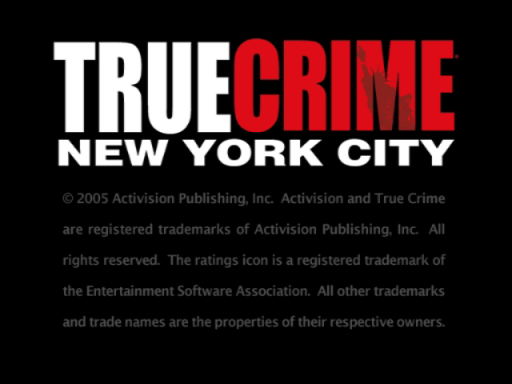 TRUECRIME
NEW YORK CITY
© 2005 Activision Publishing, Inc. Activision and True Crime
are registered trademarks of Activision Publishing, Inc. All
rights reserved. The ratings icon is a registered trademark of
the Entertainment Software Association. All other trademarks
and trade names are the properties of their respective owners.